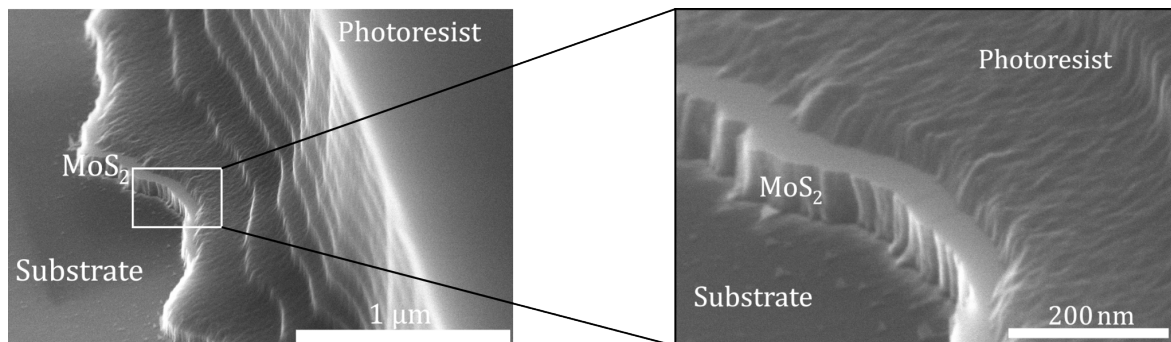 Photoresist
MoS₂
Substrate
1 μm
Photoresist
MoS₂
Substrate
200 nm